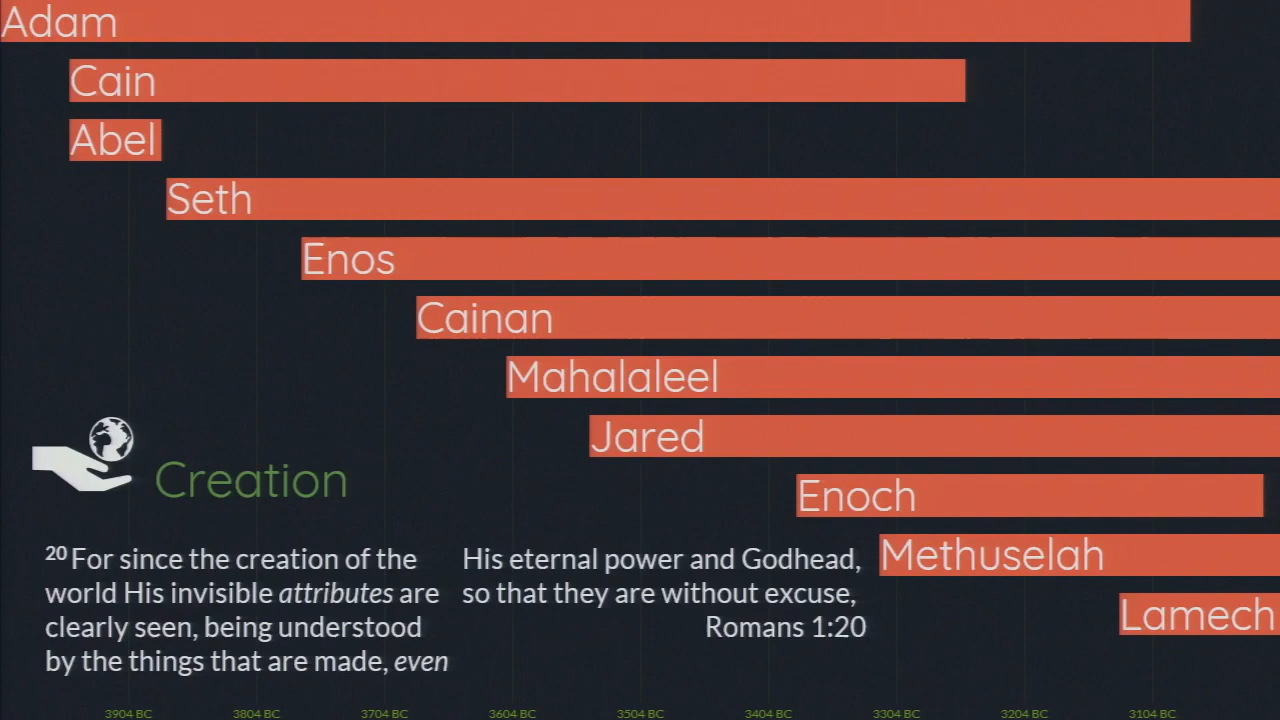 Adam
Cain
Abel
Seth
Enos
Cainan
Mahalaleel
Jared
Enoch
Methuselah
Lamech
Creation
20 For since the creation of the
world His invisible attributes are
clearly seen, being understood
by the things that are made, even
His eternal power and Godhead,
so that they are without excuse,
Romans 1:20
3904 BC 3804 BC 3704 BC 3604 BC 3504 BC 3404 BC 3304 BC 3204 BC 3104 BC